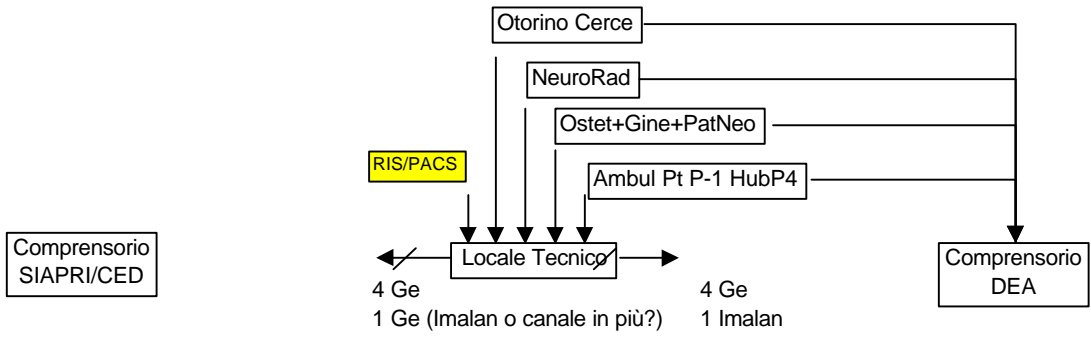 Otorino Cerce
NeuroRad
Ostet+Gine+PatNeo
RIS/PACS
Ambul Pt P-1 HubP4
Comprensorio
SIAPRI/CED
Locale Tecnico
Comprensorio
DEA
4 Ge
1 Ge (Imalan o canale in più?)
4 Ge
1 Imalan